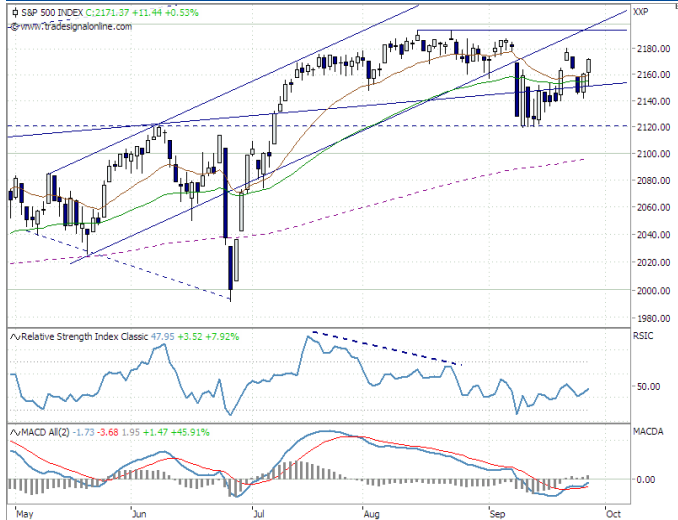 S&P 500 INDEX C:2171.37 +11.44 +0.53% XXP
© www.tradesignalonline.com
2180.00
2160.00
2140.00
2120.00
2100.00
2080.00
2060.00
2040.00
2020.00
2000.00
1980.00
Relative Strength Index Classic 47.95 +3.52 +7.92% RSIC
50.00
MACD All(2) -1.73 -3.68 1.95 +1.47 +45.91% MACDA
0.00
May Jun Jul Aug Sep Oct